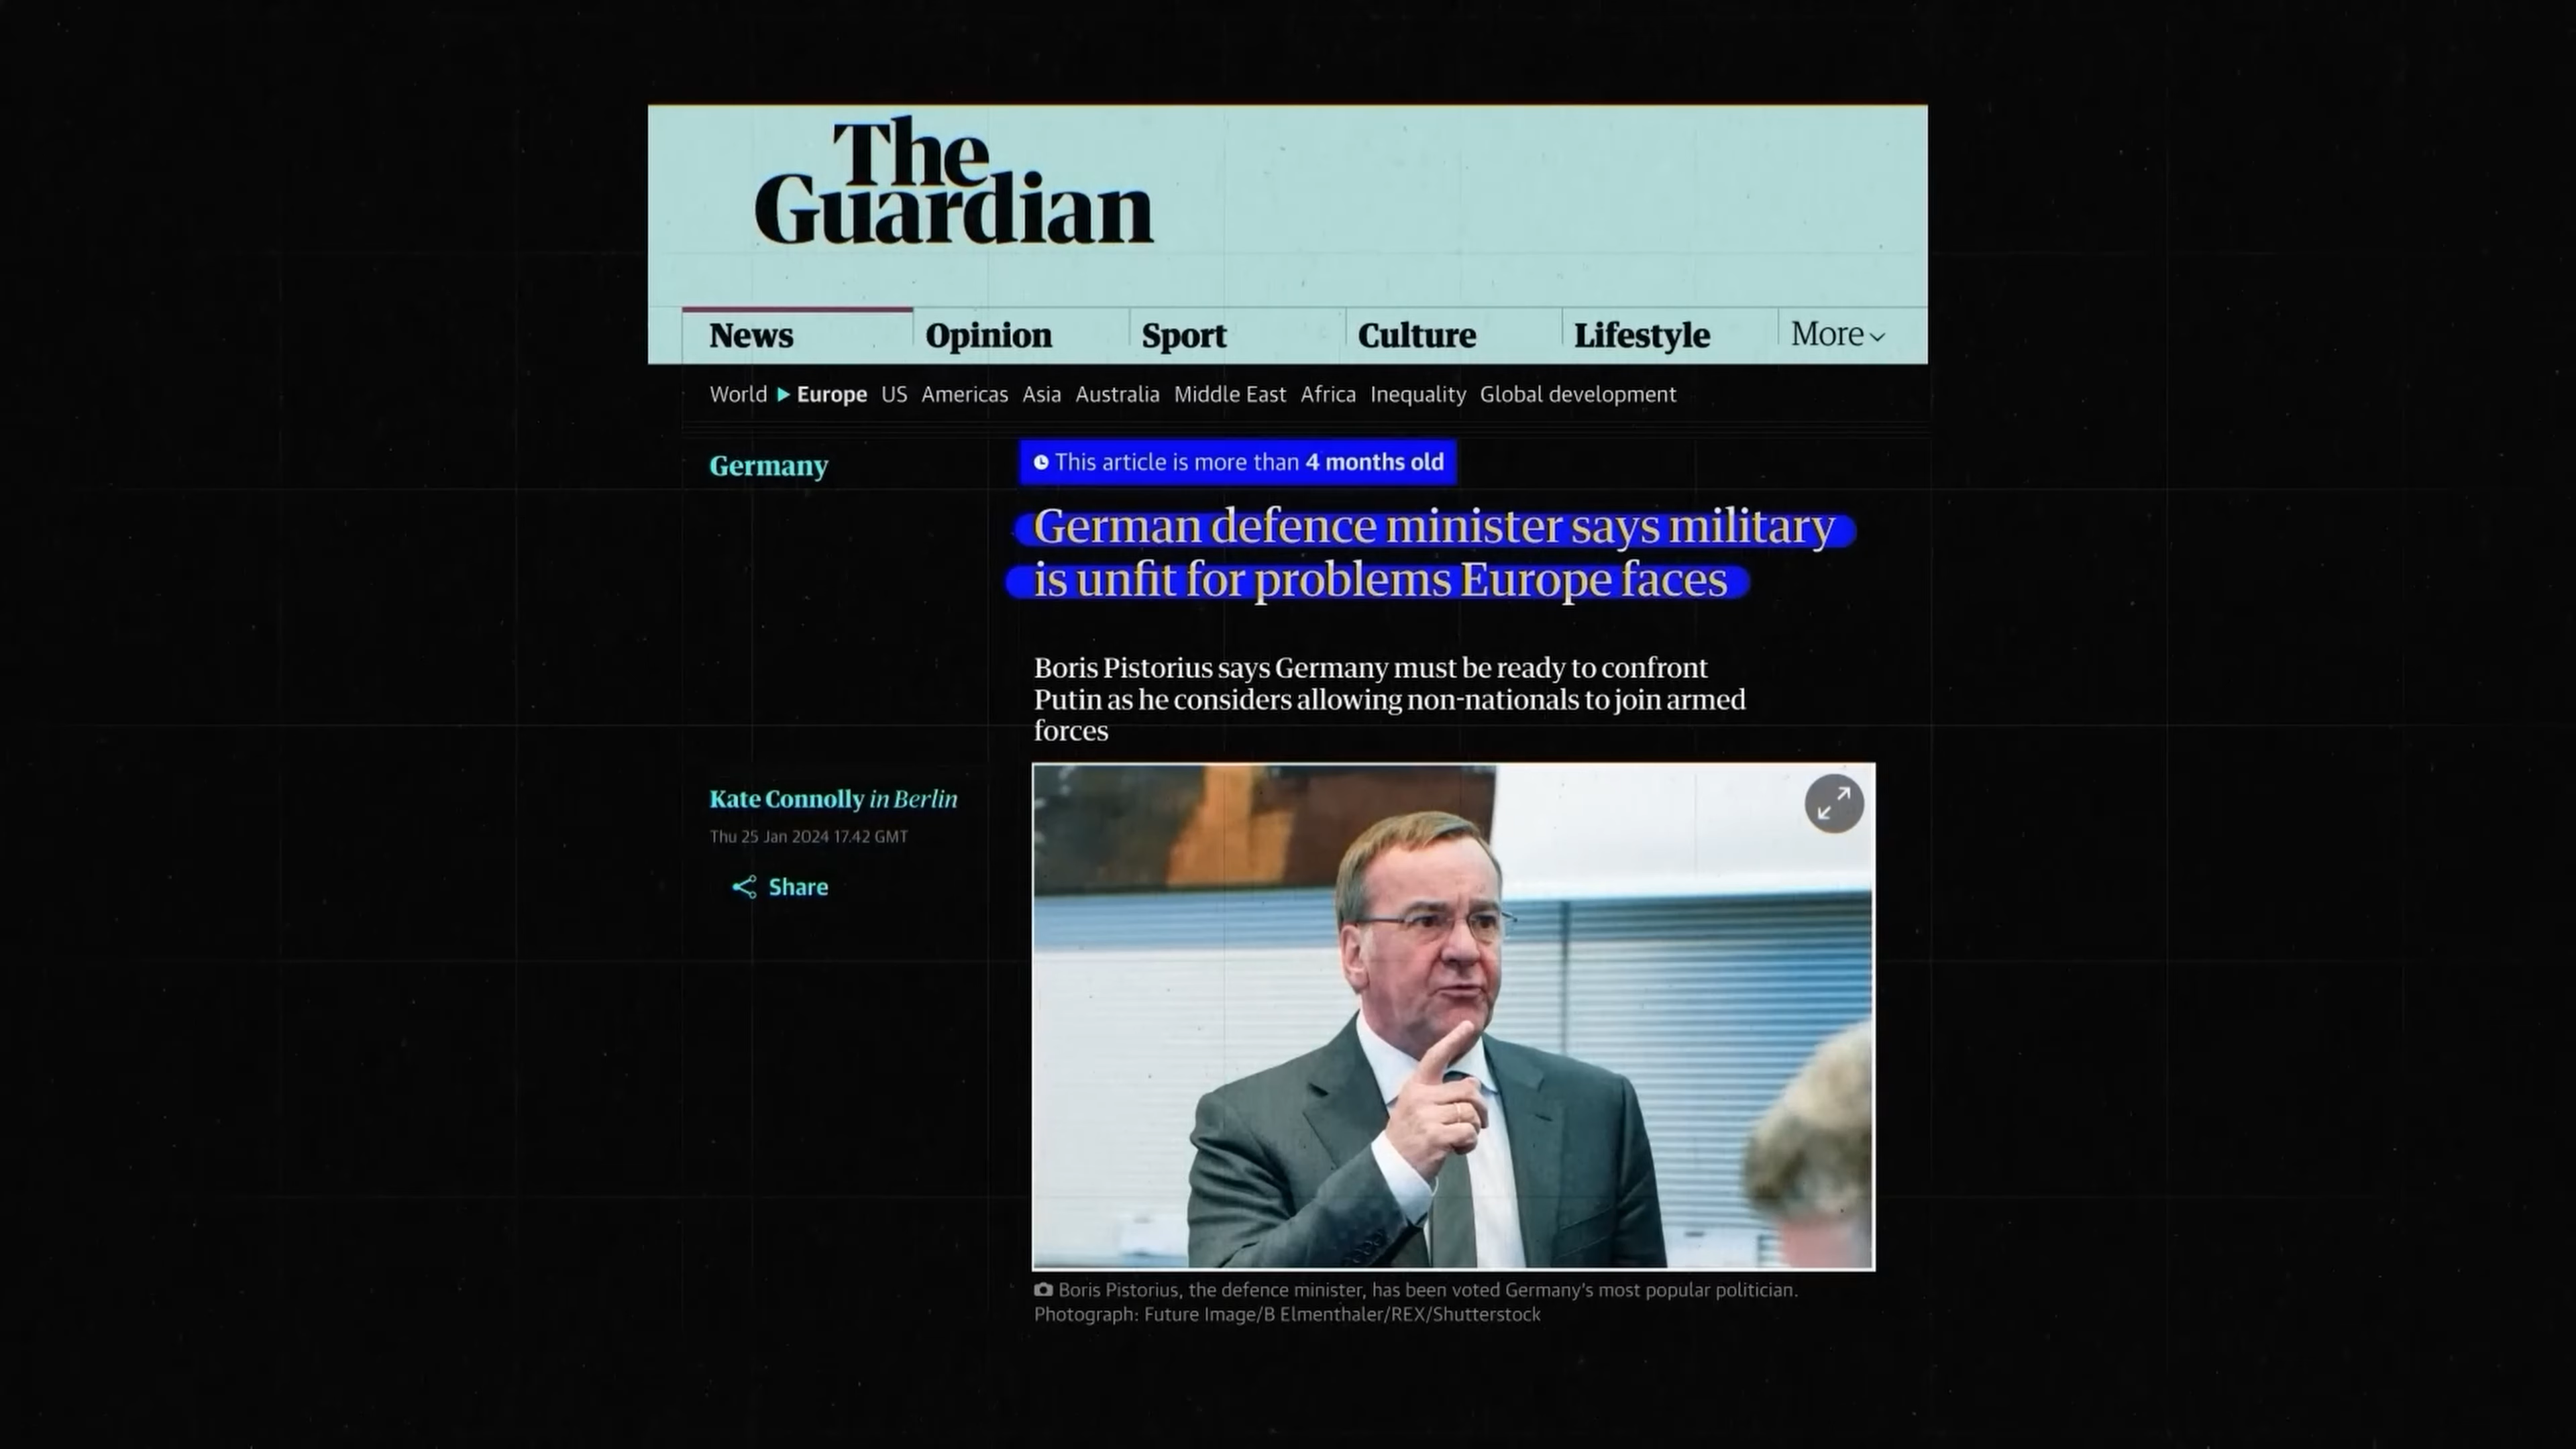 The
Guardian
News
Opinion
Sport
Culture
Lifestyle
More
World Europe US Americas Asia Australia Middle East Africa Inequality Global development
Germany
This article is more than 4 months old
German defence minister says military
is unfit for problems Europe faces
Boris Pistorius says Germany must be ready to confront
Putin as he considers allowing non-nationals to join armed
forces
Kate Connolly in Berlin
Thu 25 Jan 2024 17.42 GMT
Share
Boris Pistorius, the defence minister, has been voted Germany's most popular politician.
Photograph: Future Image/B Elmenthaler/REX/Shutterstock